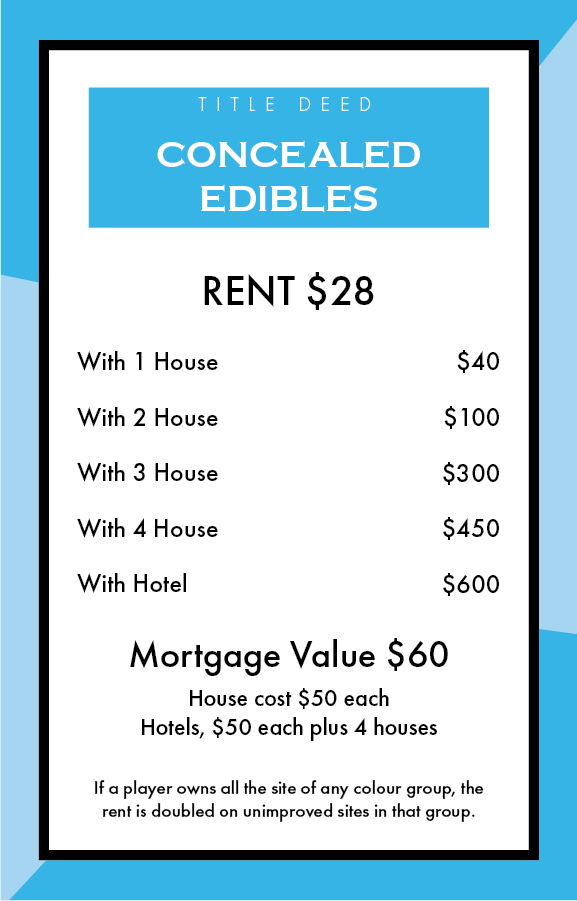 TITLE DEED
CONCEALED
EDIBLES
RENT $28
With 1 House $40
With 2 House $100
With 3 House $300
With 4 House $450
With Hotel $600
Mortgage Value $60
House cost $50 each
Hotels, $50 each plus 4 houses
If a player owns all the site of any colour group, the
rent is doubled on unimproved sites in that group.